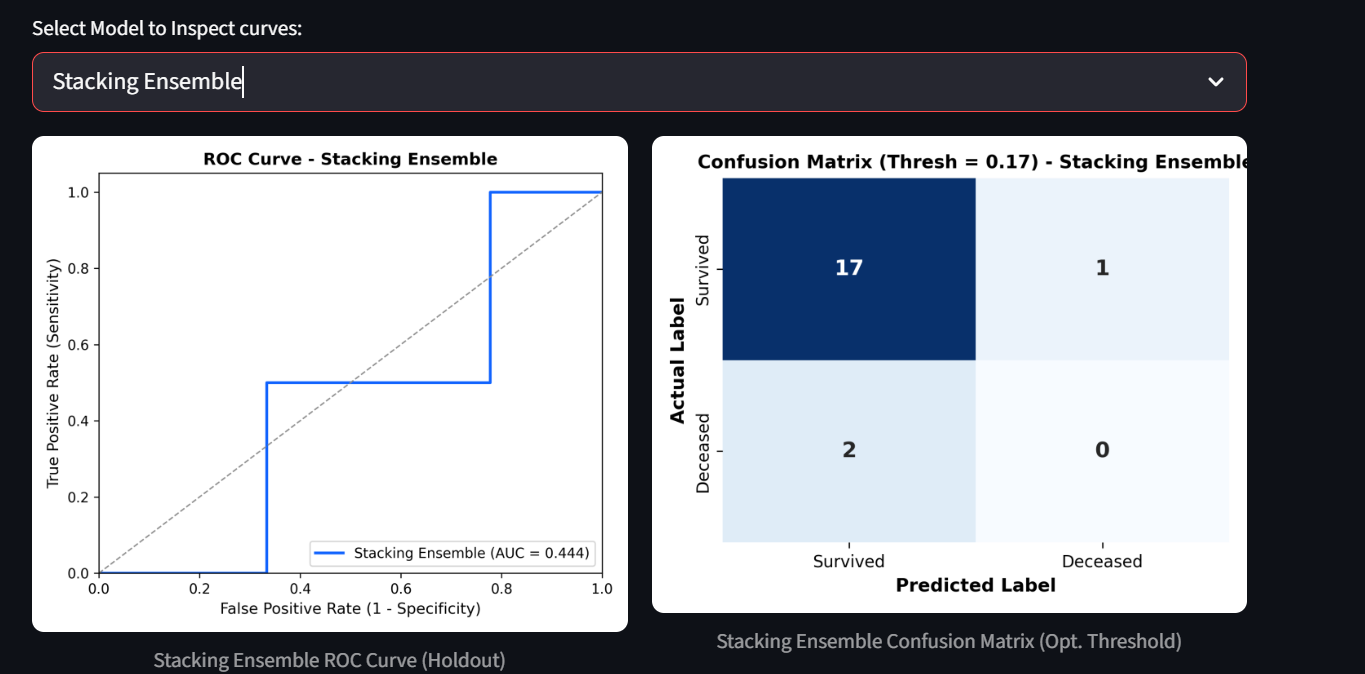 Select Model to Inspect curves:
Stacking Ensemble
ROC Curve - Stacking Ensemble
1.0
0.8
0.6
0.4
0.2
0.0
True Positive Rate (Sensitivity)
Stacking Ensemble (AUC = 0.444)
0.0 0.2 0.4 0.6 0.8 1.0
False Positive Rate (1 - Specificity)
Stacking Ensemble ROC Curve (Holdout)
Confusion Matrix (Thresh = 0.17) - Stacking Ensemble
Actual Label
Survived
17 1
Deceased
2 0
Survived Deceased
Predicted Label
Stacking Ensemble Confusion Matrix (Opt. Threshold)